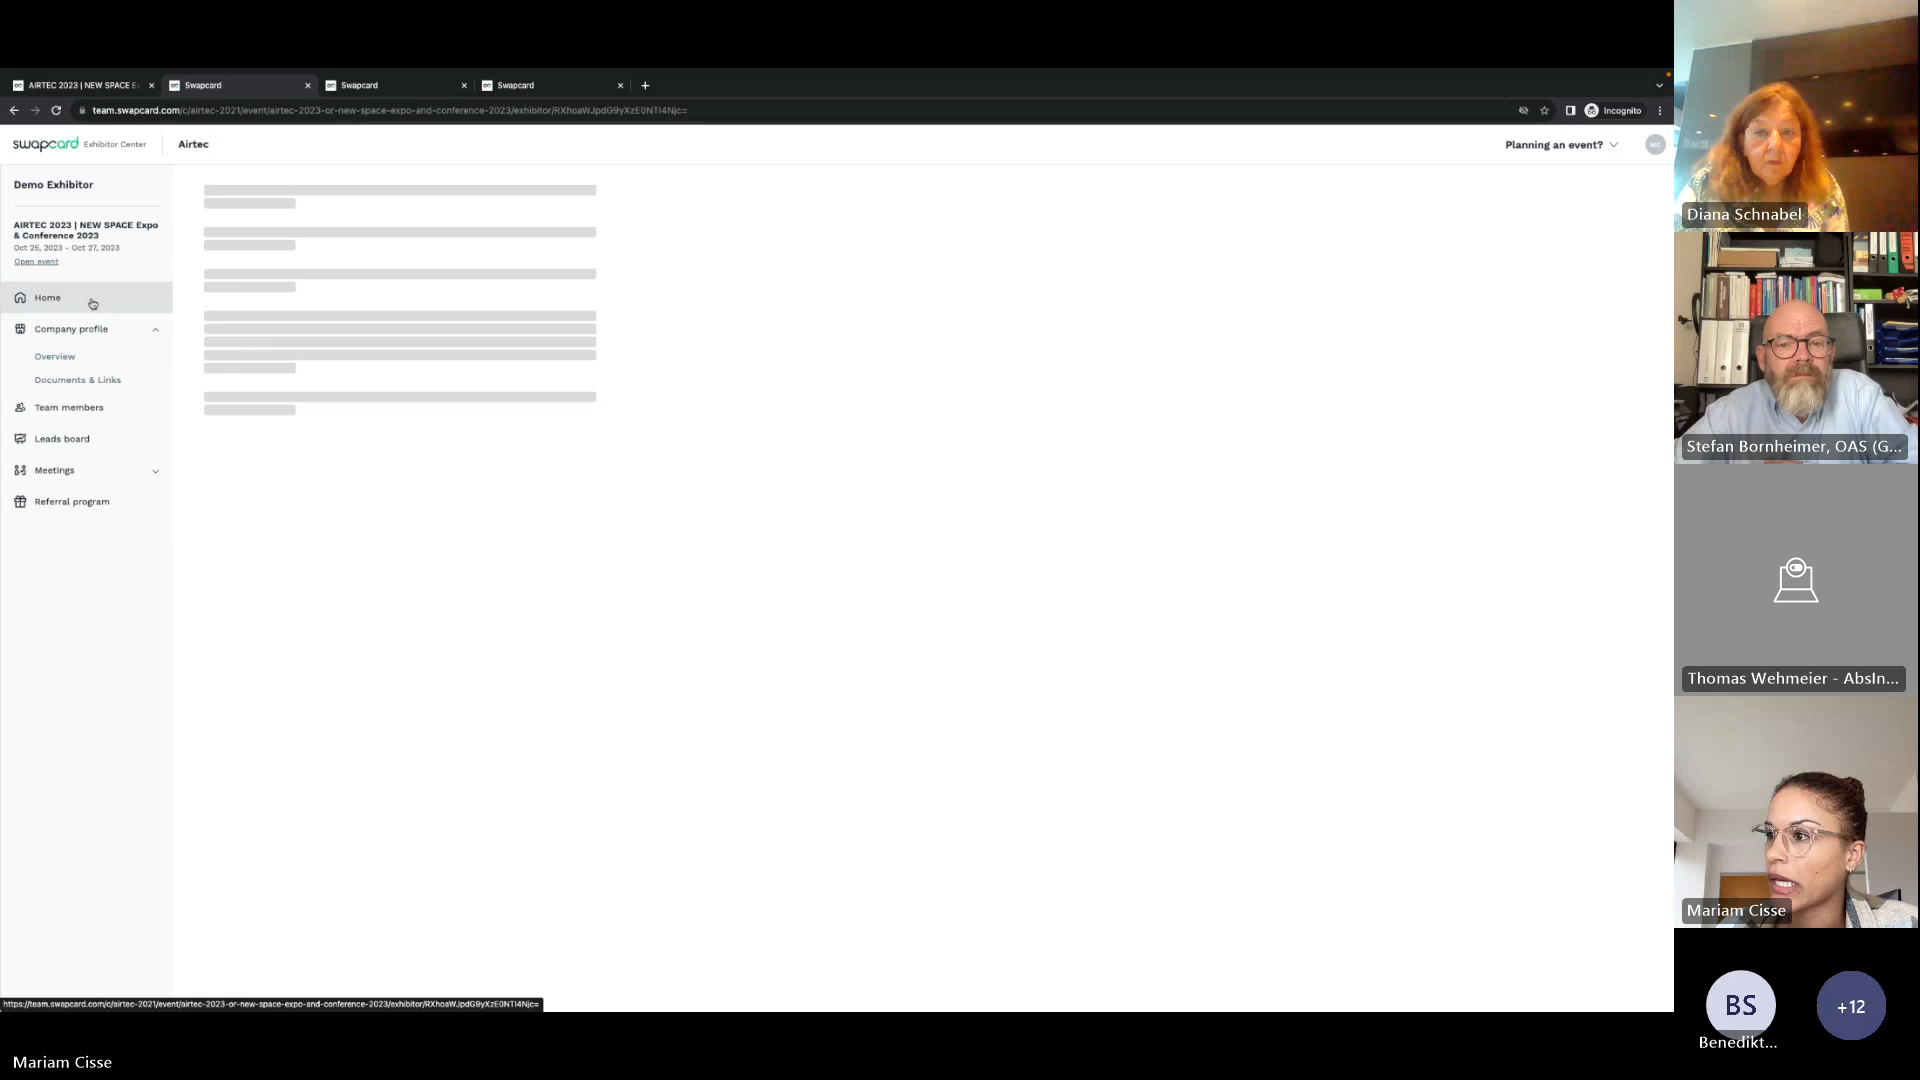 AIRTEC 2023 | NEW SPACE E
Swapcard
Swapcard
Swapcard
team.swapcard.com/c/airtec-2021/event/airtec-2023-or-new-space-expo-and-conference-2023/exhibitor/RXhoaWJpdG9yXzE0NTI4Njc=
Incognito
swapcard Exhibitor Center
Airtec
Planning an event?
MC
Demo Exhibitor
AIRTEC 2023 | NEW SPACE Expo
& Conference 2023
Oct 25, 2023 - Oct 27, 2023
Open event
Home
Company profile
Overview
Documents & Links
Team members
Leads board
Meetings
Referral program
https://team.swapcard.com/c/airtec-2021/event/airtec-2023-or-new-space-expo-and-conference-2023/exhibitor/RXhoaWJpdG9yXzE0NTI4Njc=
Mariam Cisse
Diana Schnabel
Stefan Bornheimer, OAS (G...
Thomas Wehmeier - AbsIn...
Mariam Cisse
BS
Benedikt...
+12